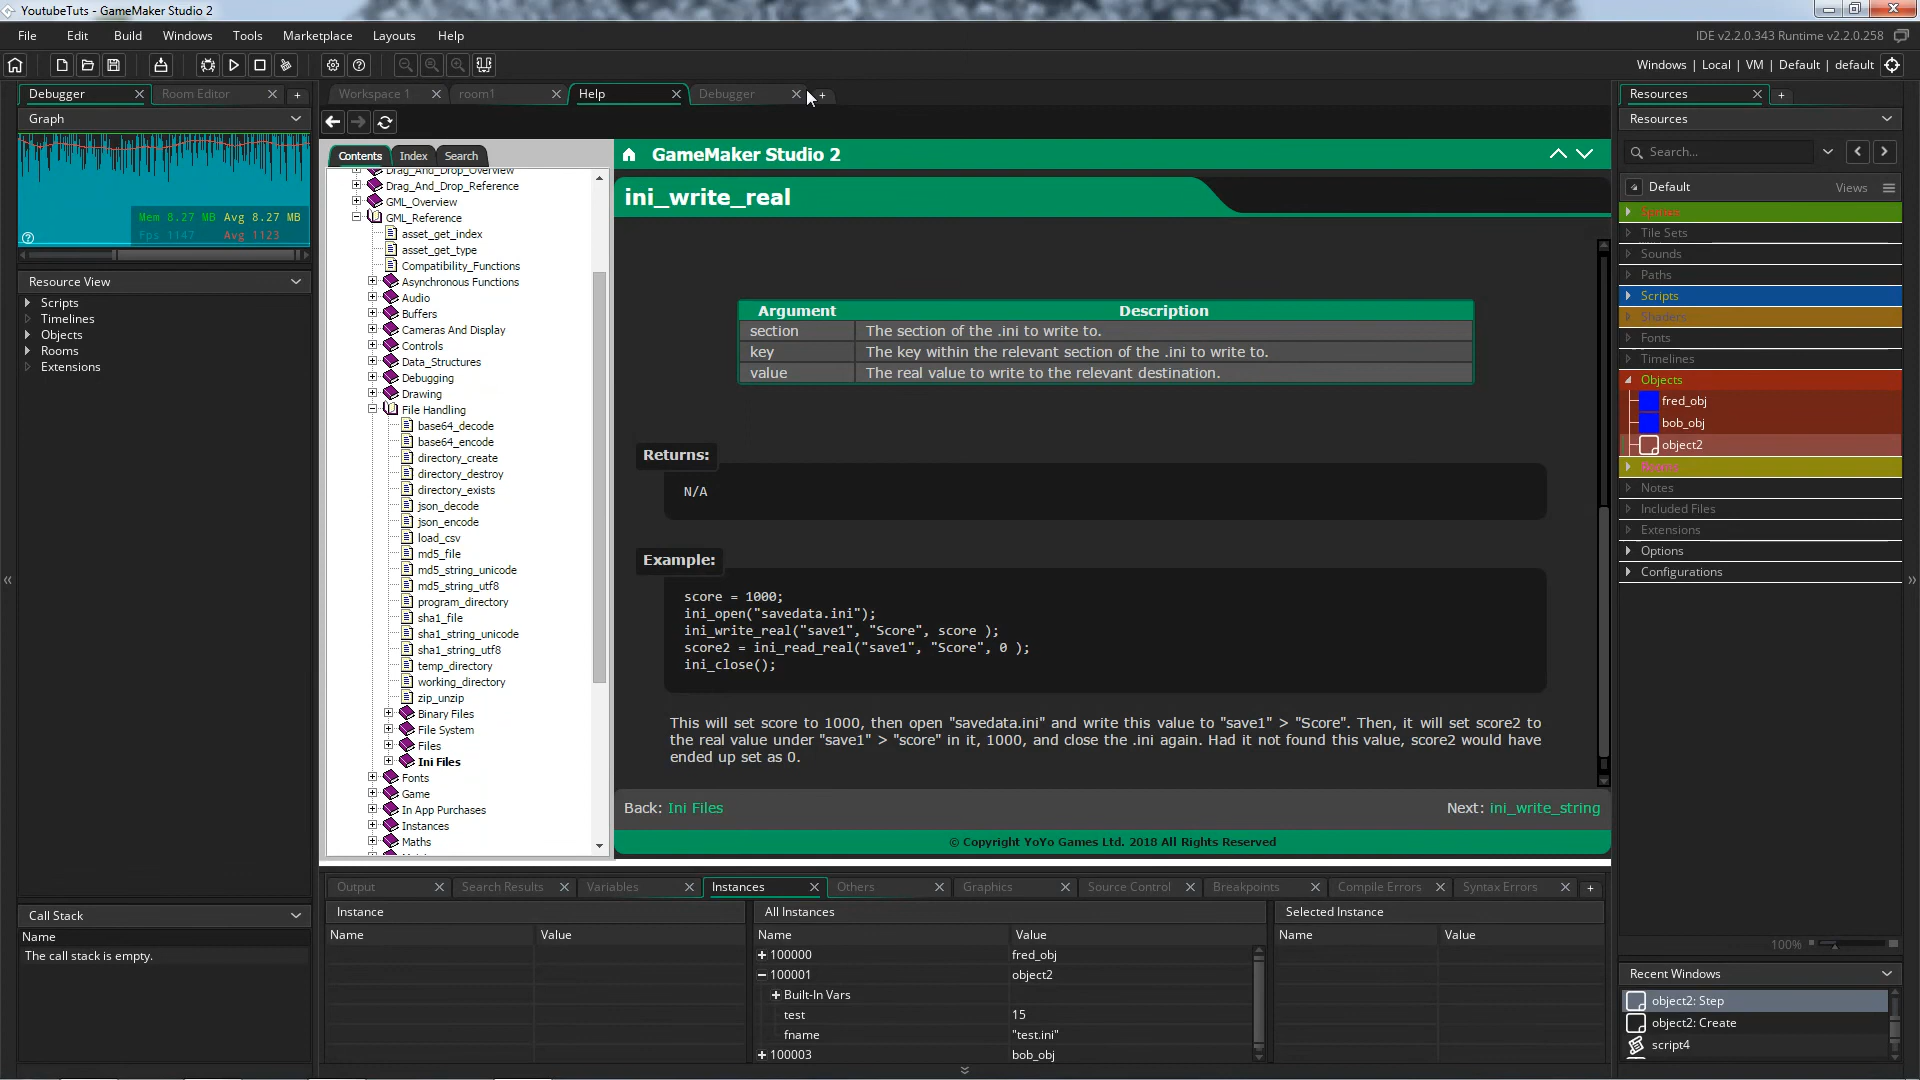 YoutubeTuts - GameMaker Studio 2
File Edit Build Windows Tools Marketplace Layouts Help
IDE v2.2.0.343 Runtime v2.2.0.258
Windows | Local | VM | Default | default
Debugger
Room Editor
Workspace 1
room1
Help
Debugger
Resources
Graph
Mem 8.27 MB Avg 8.27 MB
Fps 1147 Avg 1123
Resource View
Scripts
Timelines
Objects
Rooms
Extensions
Call Stack
Name
The call stack is empty.
Contents Index Search
Drag_And_Drop_Overview
Drag_And_Drop_Reference
GML_Overview
GML_Reference
asset_get_index
asset_get_type
Compatibility_Functions
Asynchronous Functions
Audio
Buffers
Cameras And Display
Controls
Data_Structures
Debugging
Drawing
File Handling
base64_decode
base64_encode
directory_create
directory_destroy
directory_exists
json_decode
json_encode
load_csv
md5_file
md5_string_unicode
md5_string_utf8
program_directory
sha1_file
sha1_string_unicode
sha1_string_utf8
temp_directory
working_directory
zip_unzip
Binary Files
File System
Files
Ini Files
Fonts
Game
In App Purchases
Instances
Maths
GameMaker Studio 2
ini_write_real
Argument Description
section The section of the .ini to write to.
key The key within the relevant section of the .ini to write to.
value The real value to write to the relevant destination.
Returns:
N/A
Example:
score = 1000;
ini_open("savedata.ini");
ini_write_real("save1", "Score", score );
score2 = ini_read_real("save1", "Score", 0 );
ini_close();
This will set score to 1000, then open "savedata.ini" and write this value to "save1" > "Score". Then, it will set score2 to
the real value under "save1" > "score" in it, 1000, and close the .ini again. Had it not found this value, score2 would have
ended up set as 0.
Back: Ini Files
Next: ini_write_string
© Copyright YoYo Games Ltd. 2018 All Rights Reserved
Output
Search Results
Variables
Instances
Others
Graphics
Source Control
Breakpoints
Compile Errors
Syntax Errors
Instance
Name Value
All Instances
Name Value
100000 fred_obj
100001 object2
Built-In Vars
test 15
fname "test.ini"
100003 bob_obj
Selected Instance
Name Value
Resources
Search...
Default
Views
Sprites
Tile Sets
Sounds
Paths
Scripts
Shaders
Fonts
Timelines
Objects
fred_obj
bob_obj
object2
Rooms
Notes
Included Files
Extensions
Options
Configurations
100%
Recent Windows
object2: Step
object2: Create
script4